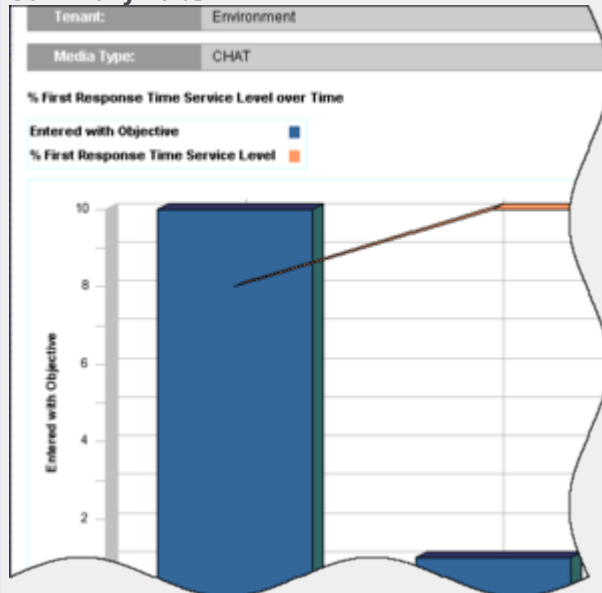 Tenant: Environment
Media Type: CHAT
% First Response Time Service Level over Time
Entered with Objective
% First Response Time Service Level
10
8
6
4
2
Entered with Objective